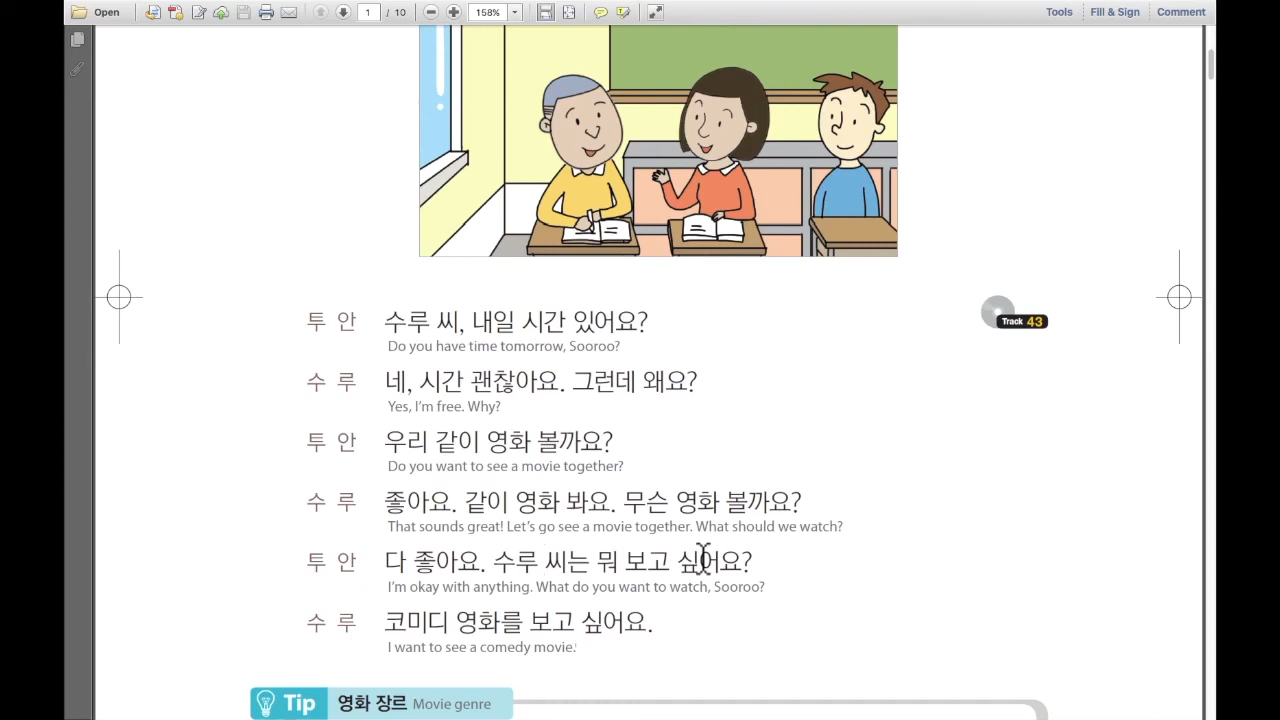 Open 1 / 10 158% Tools Fill & Sign Comment
투 안 수루 씨, 내일 시간 있어요?
Do you have time tomorrow, Sooroo?
Track 43
수 루 네, 시간 괜찮아요. 그런데 왜요?
Yes, I'm free. Why?
투 안 우리 같이 영화 볼까요?
Do you want to see a movie together?
수 루 좋아요. 같이 영화 봐요. 무슨 영화 볼까요?
That sounds great! Let's go see a movie together. What should we watch?
투 안 다 좋아요. 수루 씨는 뭐 보고 싶어요?
I'm okay with anything. What do you want to watch, Sooroo?
수 루 코미디 영화를 보고 싶어요.
I want to see a comedy movie.
Tip 영화 장르 Movie genre